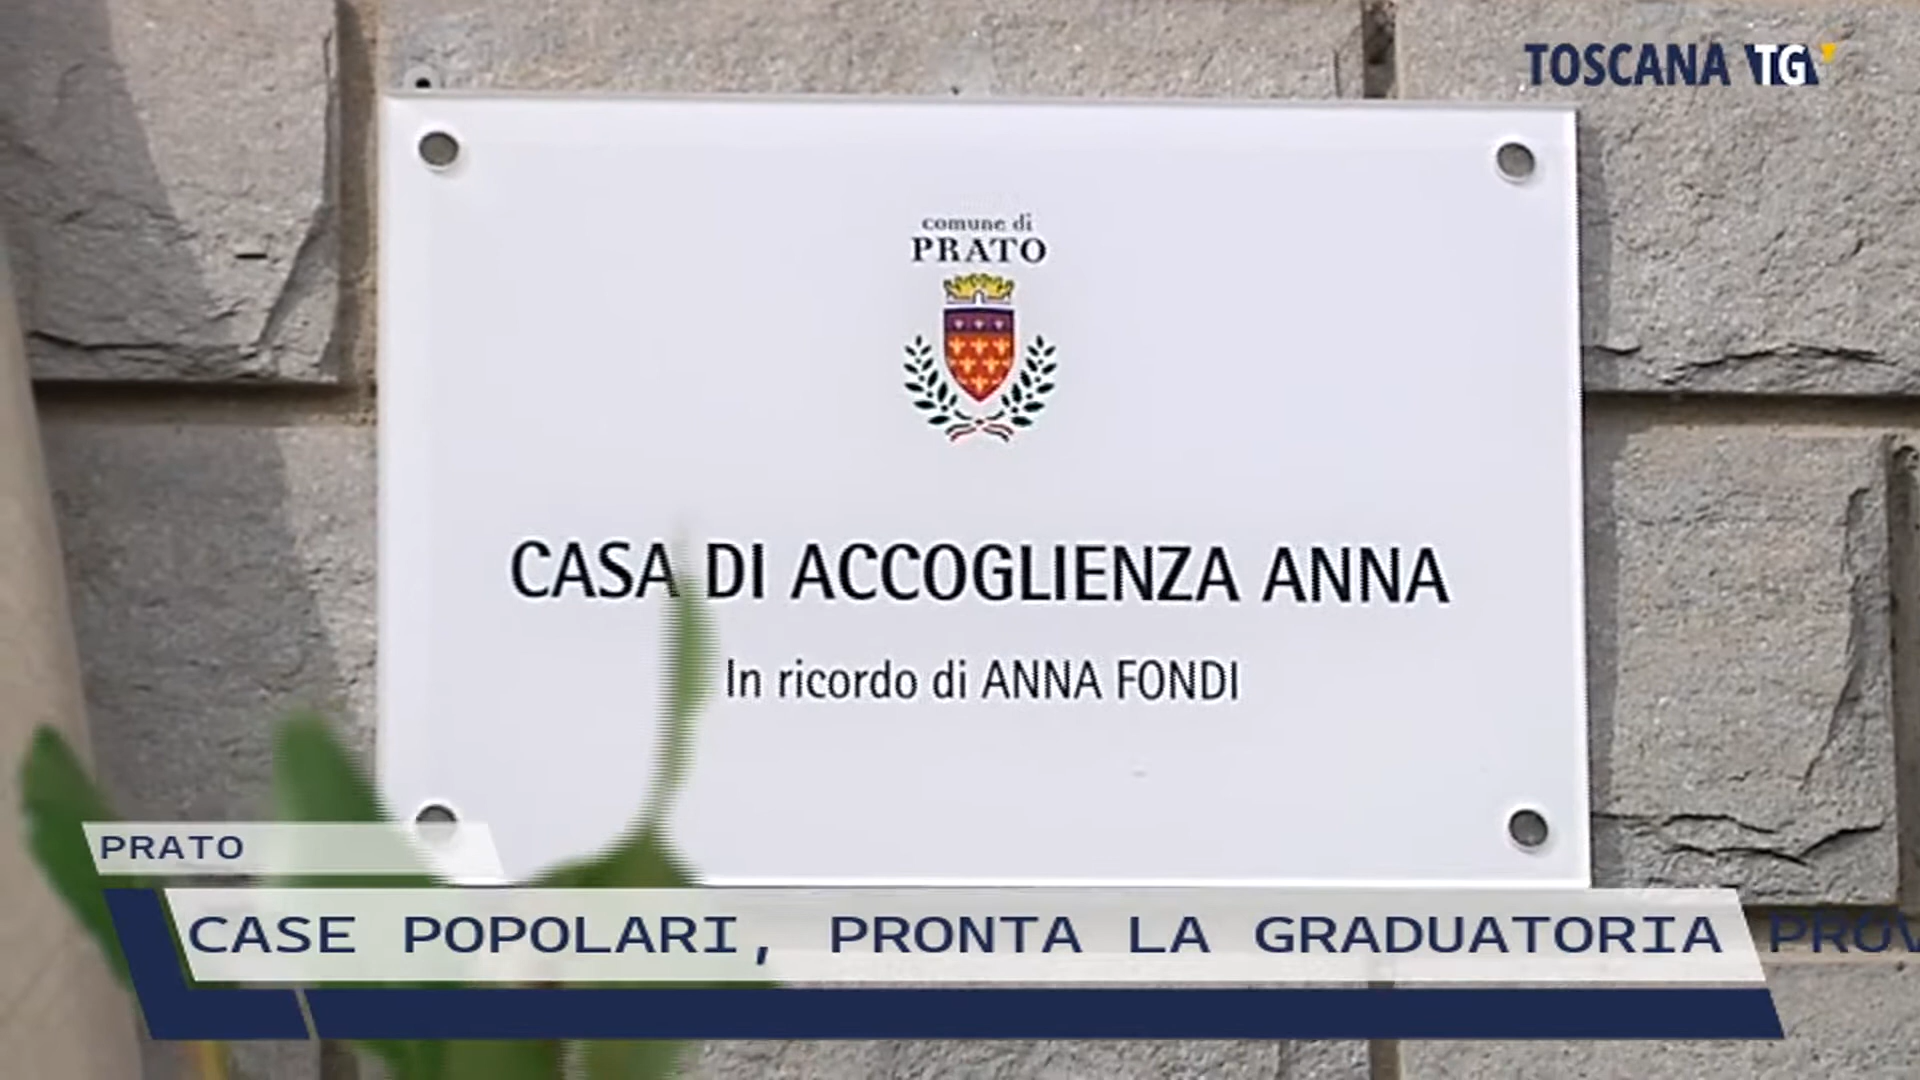 TOSCANA TG
comune di
PRATO
CASA DI ACCOGLIENZA ANNA
In ricordo di ANNA FONDI
PRATO
CASE POPOLARI, PRONTA LA GRADUATORIA